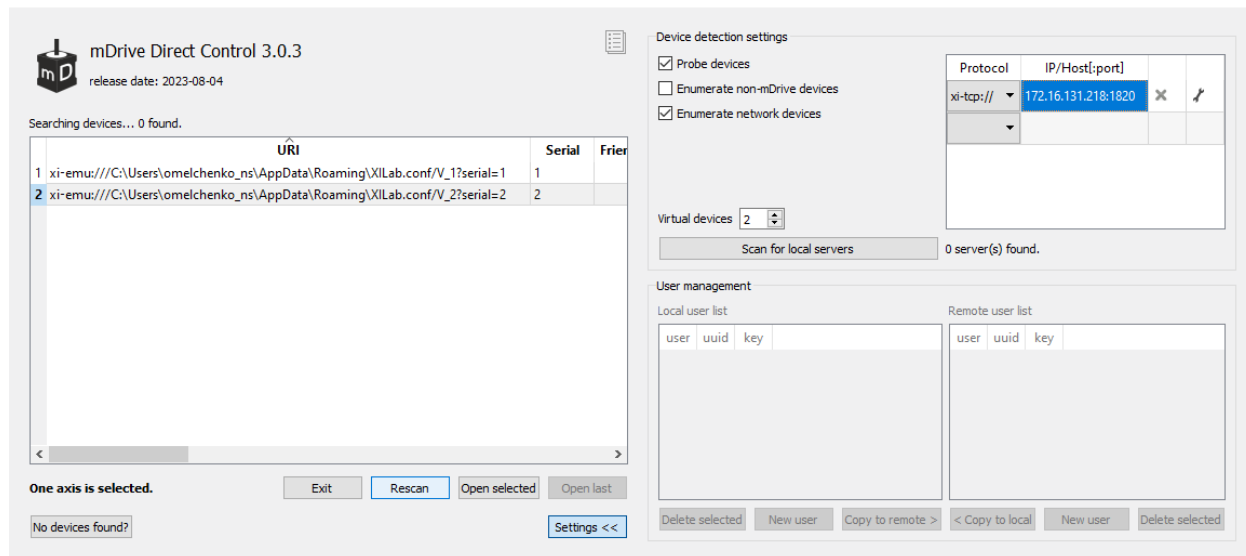 mDrive Direct Control 3.0.3
mD
release date: 2023-08-04
Searching devices... 0 found.
URI Serial Frier
1 xi-emu:///C:\Users\omelchenko_ns\AppData\Roaming\XILab.conf/V_1?serial=1 1
2 xi-emu:///C:\Users\omelchenko_ns\AppData\Roaming\XILab.conf/V_2?serial=2 2
One axis is selected.
Exit
Rescan
Open selected
Open last
No devices found?
Settings <<
Device detection settings
Probe devices
Enumerate non-mDrive devices
Enumerate network devices
Protocol IP/Host[:port]
xi-tcp:// 172.16.131.218:1820
Virtual devices 2
Scan for local servers
0 server(s) found.
User management
Local user list
user uuid key
Remote user list
user uuid key
Delete selected
New user
Copy to remote >
< Copy to local
New user
Delete selected